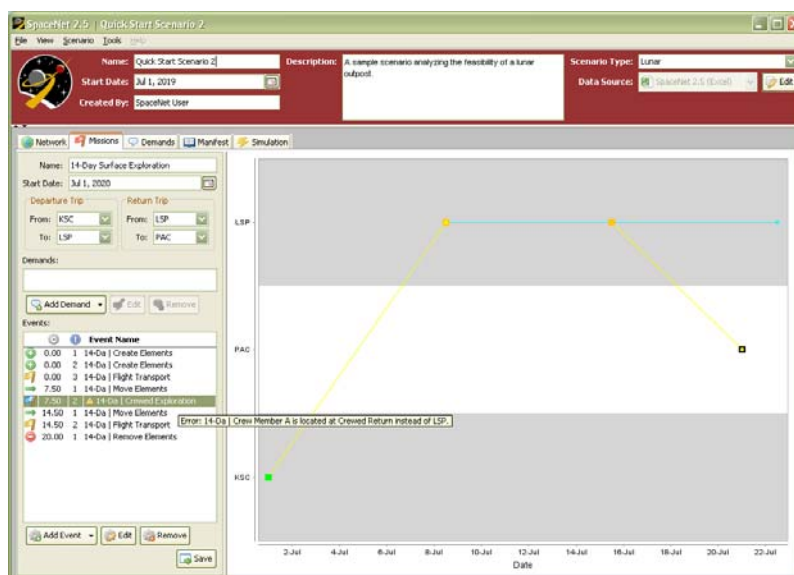 SpaceNet 2.5 | Quick Start Scenario 2
File View Scenario Tools Help
Name: Quick Start Scenario 2
Description: A sample scenario analyzing the feasibility of a lunar
outpost.
Scenario Type: Lunar
Start Date: Jul 1, 2019
Data Source: SpaceNet 2.5 (Excel) Edit
Created By: SpaceNet User
Network Missions Demands Manifest Simulation
Name: 14-Day Surface Exploration
Start Date: Jul 1, 2020
Departure Trip Return Trip
From: KSC From: LSP
To: LSP To: PAC
Demands:
Add Demand Edit Remove
Events:
Event Name
0.00 1 14-Da | Create Elements
0.00 2 14-Da | Create Elements
0.00 3 14-Da | Flight Transport
7.50 1 14-Da | Move Elements
7.50 2 14-Da | Crewed Exploration
14.50 1 14-Da | Move Elements
14.50 2 14-Da | Flight Transport
Error: 14-Da | Crew Member A is located at Crewed Return instead of LSP.
20.00 1 14-Da | Remove Elements
Add Event Edit Remove
Save
LSP
PAC
KSC
2-Jul 4-Jul 6-Jul 8-Jul 10-Jul 12-Jul 14-Jul 16-Jul 18-Jul 20-Jul 22-Jul
Date